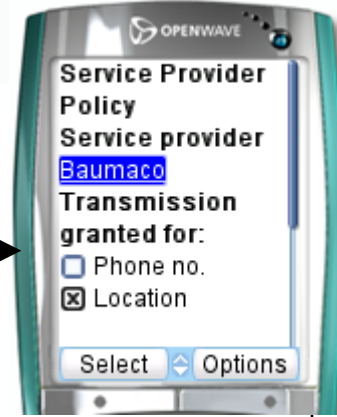 OPENWAVE
Service Provider
Policy
Service provider
Baumaco
Transmission
granted for:
Phone no.
Location
Select Options